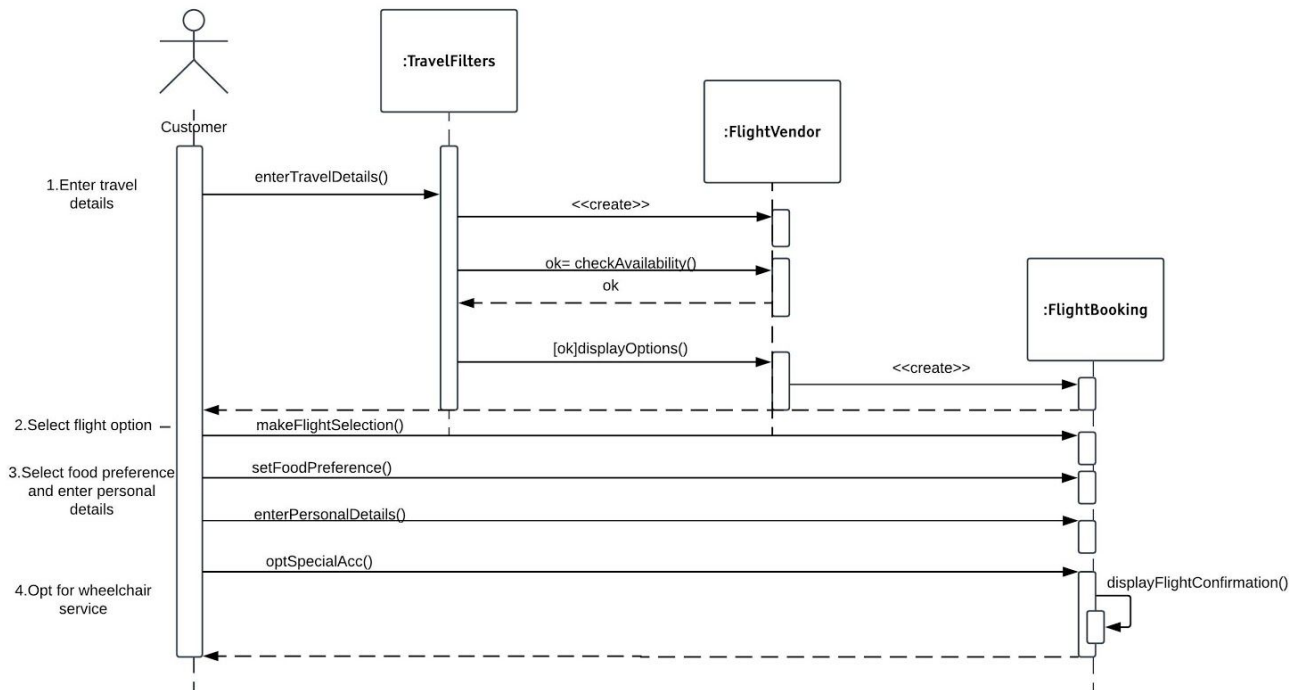 :TravelFilters
:FlightVendor
Customer
enterTravelDetails()
1.Enter travel
details
<<create>>
ok= checkAvailability()
ok
:FlightBooking
[ok]displayOptions()
<<create>>
2.Select flight option
makeFlightSelection()
3.Select food preference
and enter personal
details
setFoodPreference()
enterPersonalDetails()
optSpecialAcc()
displayFlightConfirmation()
4.Opt for wheelchair
service